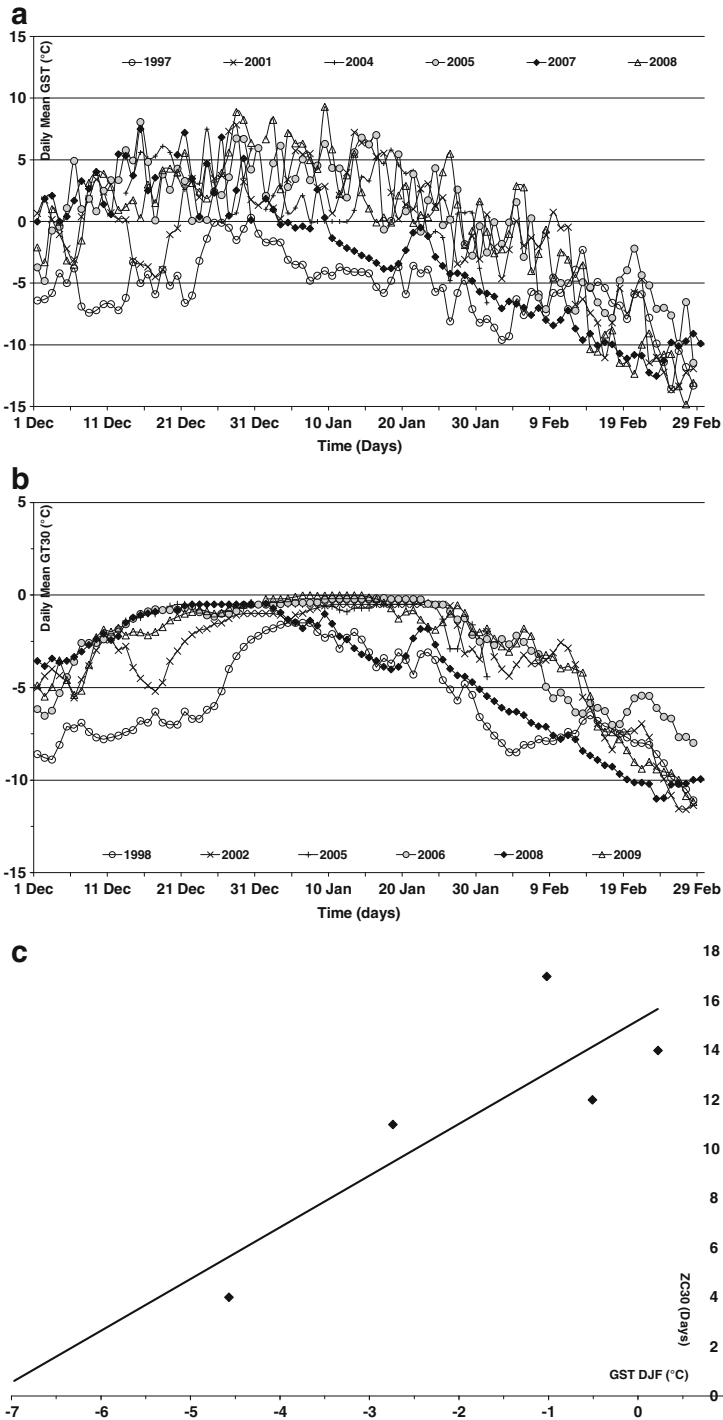 a
15
10
5
0
-5
-10
-15
Daily Mean GST (°C)
1997 2001 2004 2005 2007 2008
1 Dec 11 Dec 21 Dec 31 Dec 10 Jan 20 Jan 30 Jan 9 Feb 19 Feb 29 Feb
Time (Days)
b
5
0
-5
-10
-15
Daily Mean GT30 (°C)
1998 2002 2005 2006 2008 2009
1 Dec 11 Dec 21 Dec 31 Dec 10 Jan 20 Jan 30 Jan 9 Feb 19 Feb 29 Feb
Time (days)
c
18
16
14
12
10
8
6
4
2
0
ZC30 (Days)
GST DJF (°C)
-7 -6 -5 -4 -3 -2 -1 0